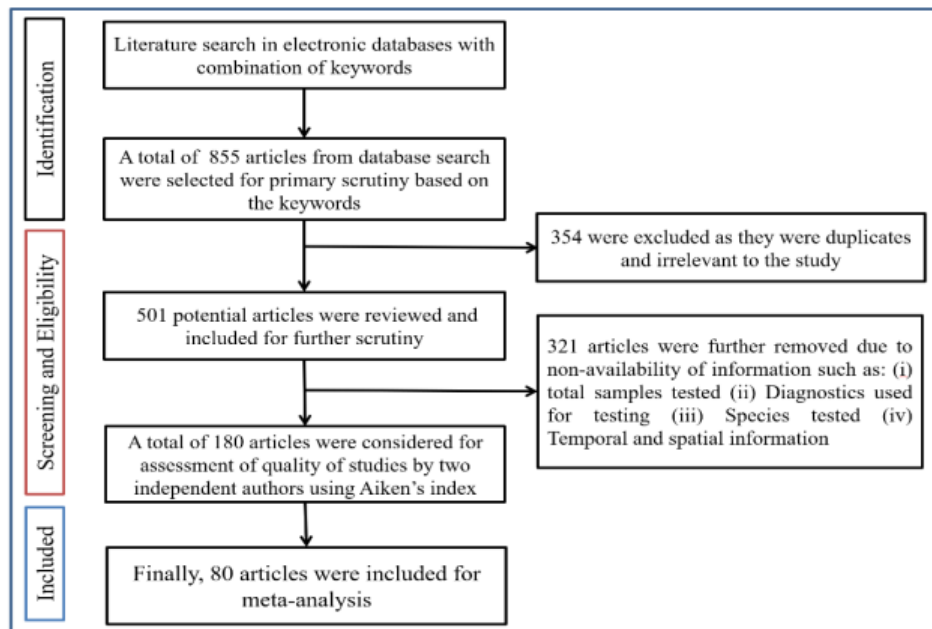 Identification
Literature search in electronic databases with
combination of keywords
A total of 855 articles from database search
were selected for primary scrutiny based on
the keywords
Screening and Eligibility
354 were excluded as they were duplicates
and irrelevant to the study
501 potential articles were reviewed and
included for further scrutiny
321 articles were further removed due to
non-availability of information such as: (i)
total samples tested (ii) Diagnostics used
for testing (iii) Species tested (iv)
Temporal and spatial information
A total of 180 articles were considered for
assessment of quality of studies by two
independent authors using Aiken's index
Included
Finally, 80 articles were included for
meta-analysis